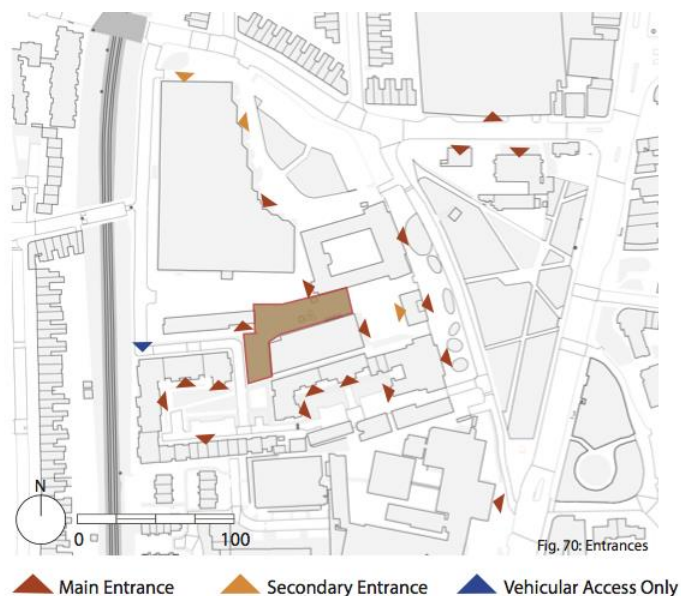 N
0 100
Fig. 70: Entrances
Main Entrance Secondary Entrance Vehicular Access Only